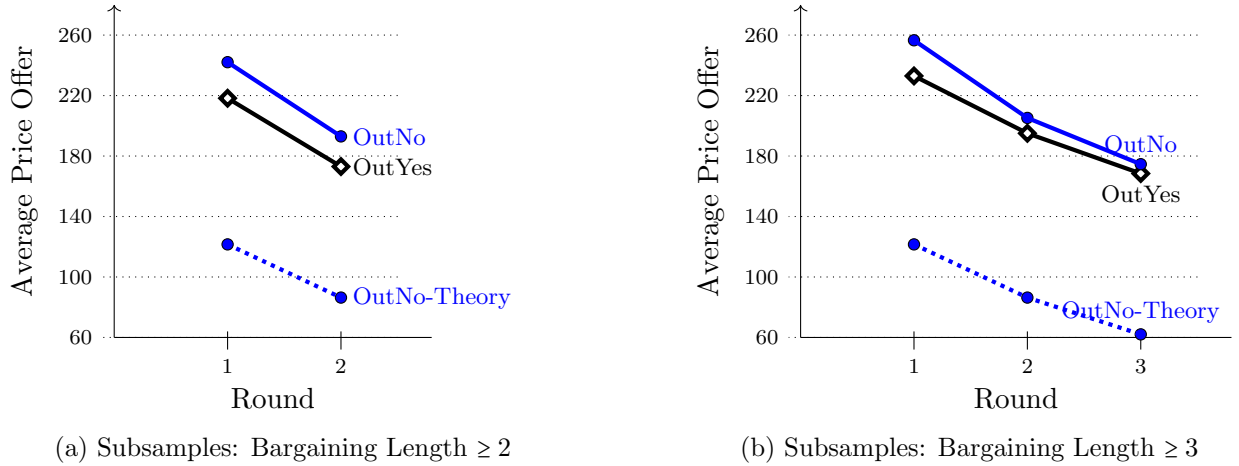 Average Price Offer
260
220
180
140
100
60
OutNo
OutYes
OutNo-Theory
1 2
Round
(a) Subsamples: Bargaining Length ≥ 2
Average Price Offer
260
220
180
140
100
60
OutNo
OutYes
OutNo-Theory
1 2 3
Round
(b) Subsamples: Bargaining Length ≥ 3